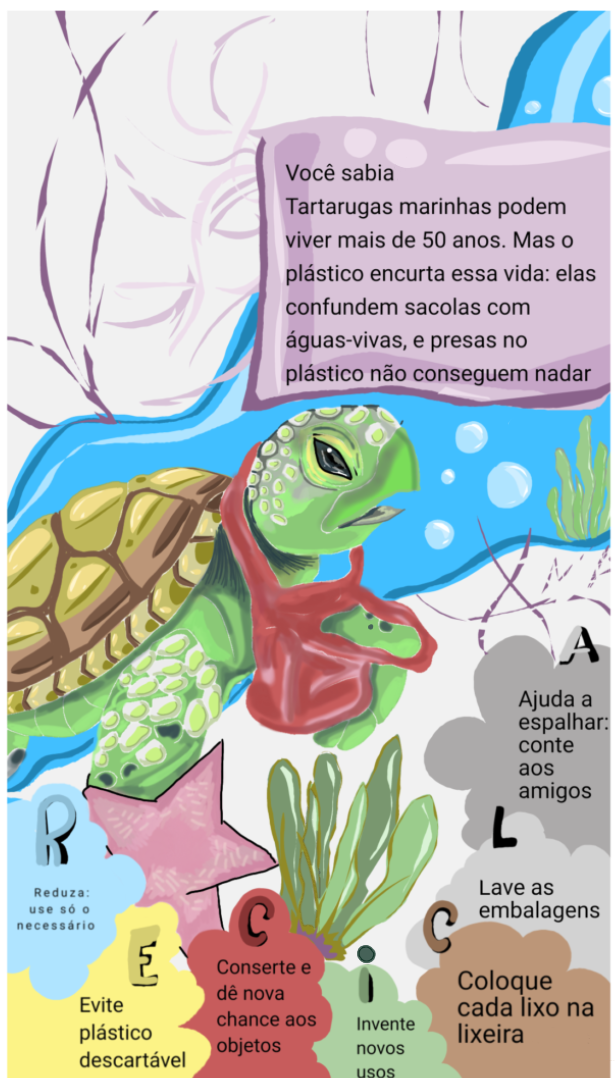 Você sabia
Tartarugas marinhas podem
viver mais de 50 anos. Mas o
plástico encurta essa vida: elas
confundem sacolas com
águas-vivas, e presas no
plástico não conseguem nadar
R
Reduza:
use só o
necessário
E
Evite
plástico
descartável
C
Conserte e
dê nova
chance aos
objetos
i
Invente
novos
usos
C
Coloque
cada lixo na
lixeira
L
Lave as
embalagens
A
Ajuda a
espalhar:
conte
aos
amigos